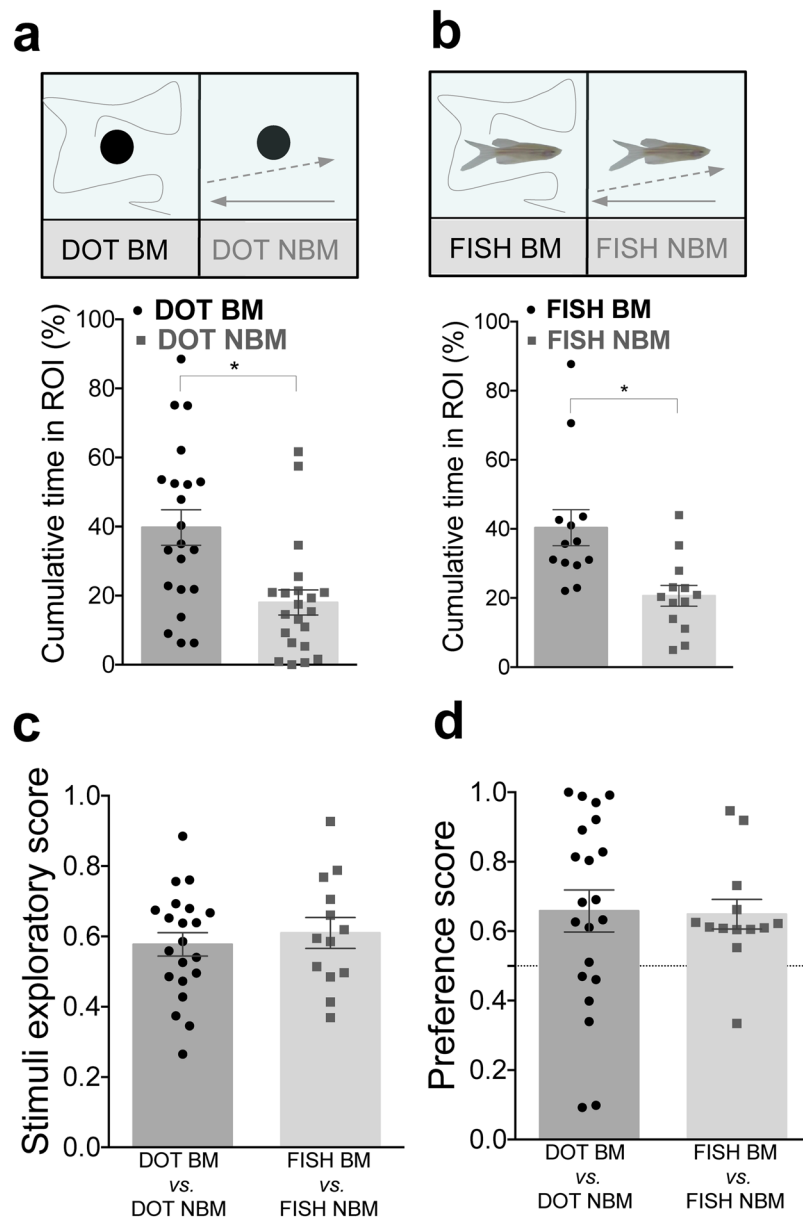 a
DOT BM
DOT NBM
Cumulative time in ROI (%)
100
80
60
40
20
0
DOT BM
DOT NBM
*
b
FISH BM
FISH NBM
Cumulative time in ROI (%)
100
80
60
40
20
0
FISH BM
FISH NBM
*
c
Stimuli exploratory score
1.0
0.8
0.6
0.4
0.2
0.0
DOT BM
vs.
DOT NBM
FISH BM
vs.
FISH NBM
d
Preference score
1.0
0.8
0.6
0.4
0.2
0.0
DOT BM
vs.
DOT NBM
FISH BM
vs.
FISH NBM